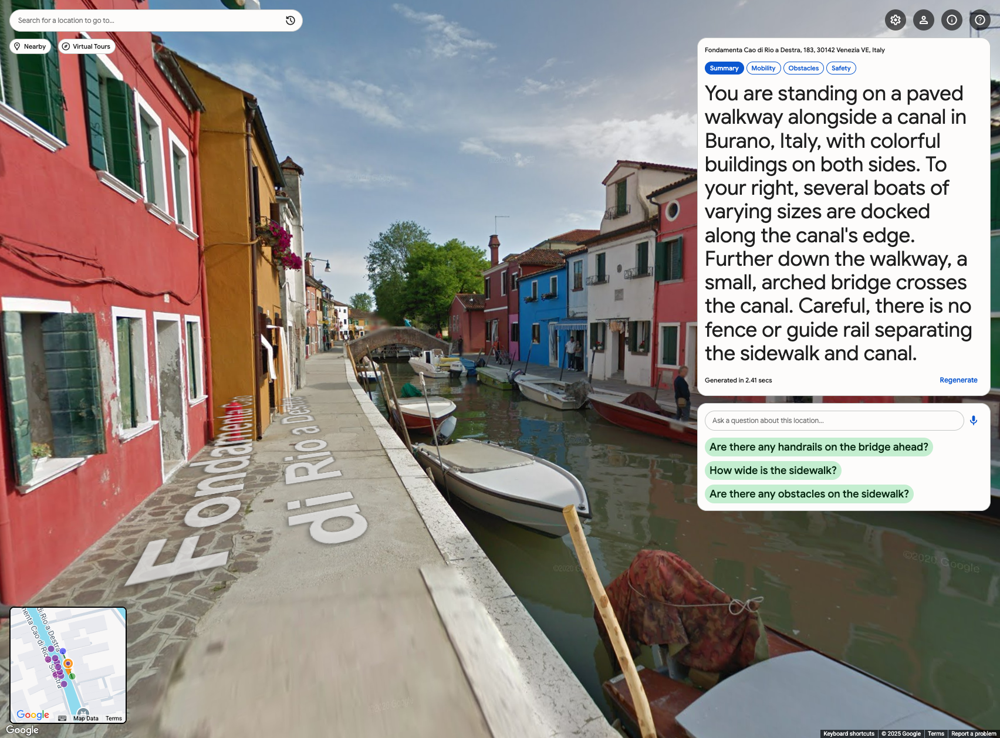 Search for a location to go to...
Nearby
Virtual Tours
Fondamenta Cao di Rio a Destra, 183, 30142 Venezia VE, Italy
Summary
Mobility
Obstacles
Safety
You are standing on a paved
walkway alongside a canal in
Burano, Italy, with colorful
buildings on both sides. To
your right, several boats of
varying sizes are docked
along the canal's edge.
Further down the walkway, a
small, arched bridge crosses
the canal. Careful, there is no
fence or guide rail separating
the sidewalk and canal.
Generated in 2.41 secs
Regenerate
Ask a question about this location...
Are there any handrails on the bridge ahead?
How wide is the sidewalk?
Are there any obstacles on the sidewalk?
Fondamenta Cao
di Rio a Destra
©2020 Google
©2020 Google
di Rio a Destra
menta Cao di Rio
Google
Map Data
Terms
Google
Keyboard shortcuts
© 2025 Google
Terms
Report a problem